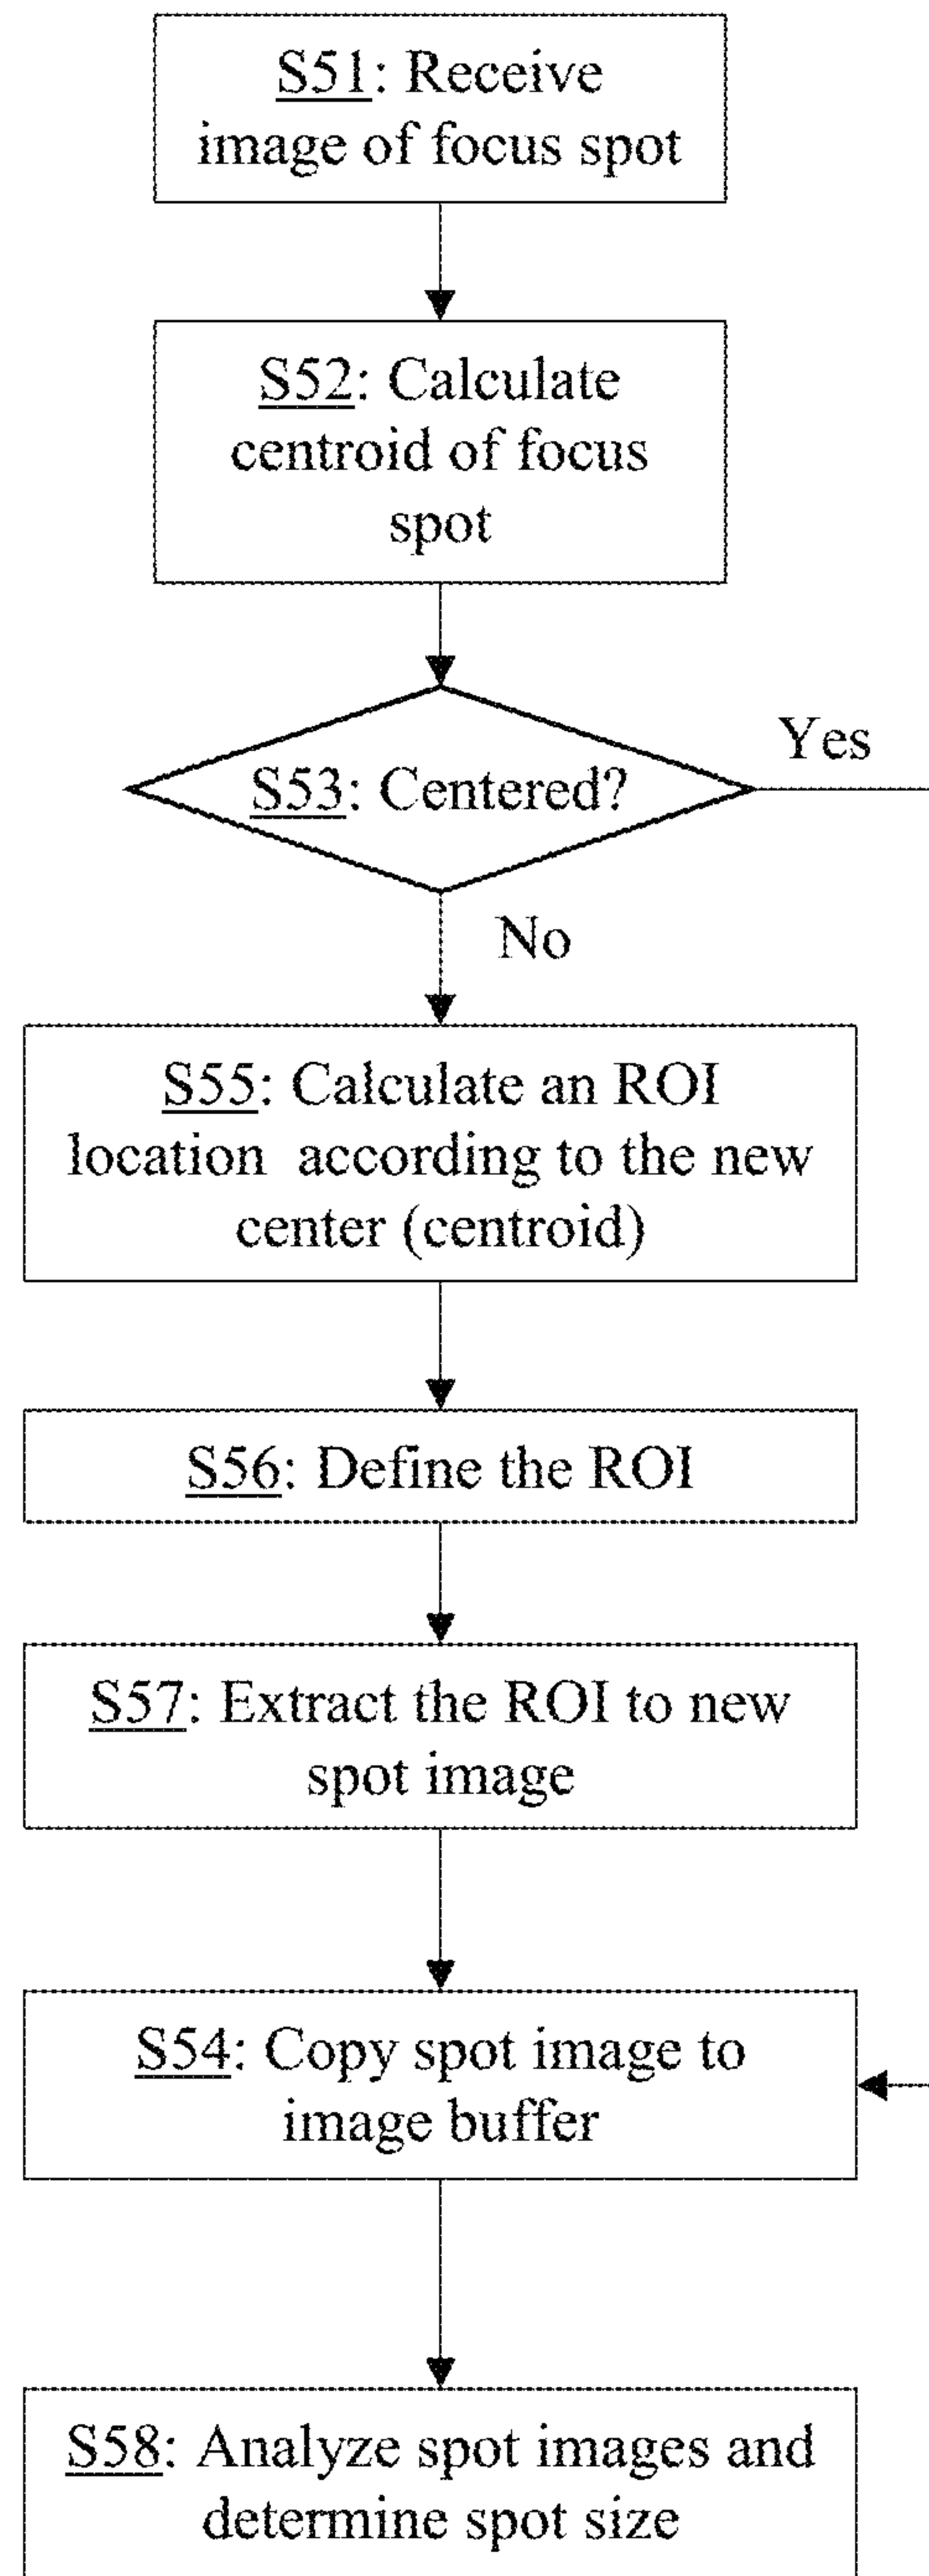 S51: Receive
image of focus spot
S52: Calculate
centroid of focus
spot
Yes
S53: Centered?
No
S55: Calculate an ROI
location according to the new
center (centroid)
S56: Define the ROI
S57: Extract the ROI to new
spot image
S54: Copy spot image to
image buffer
S58: Analyze spot images and
determine spot size